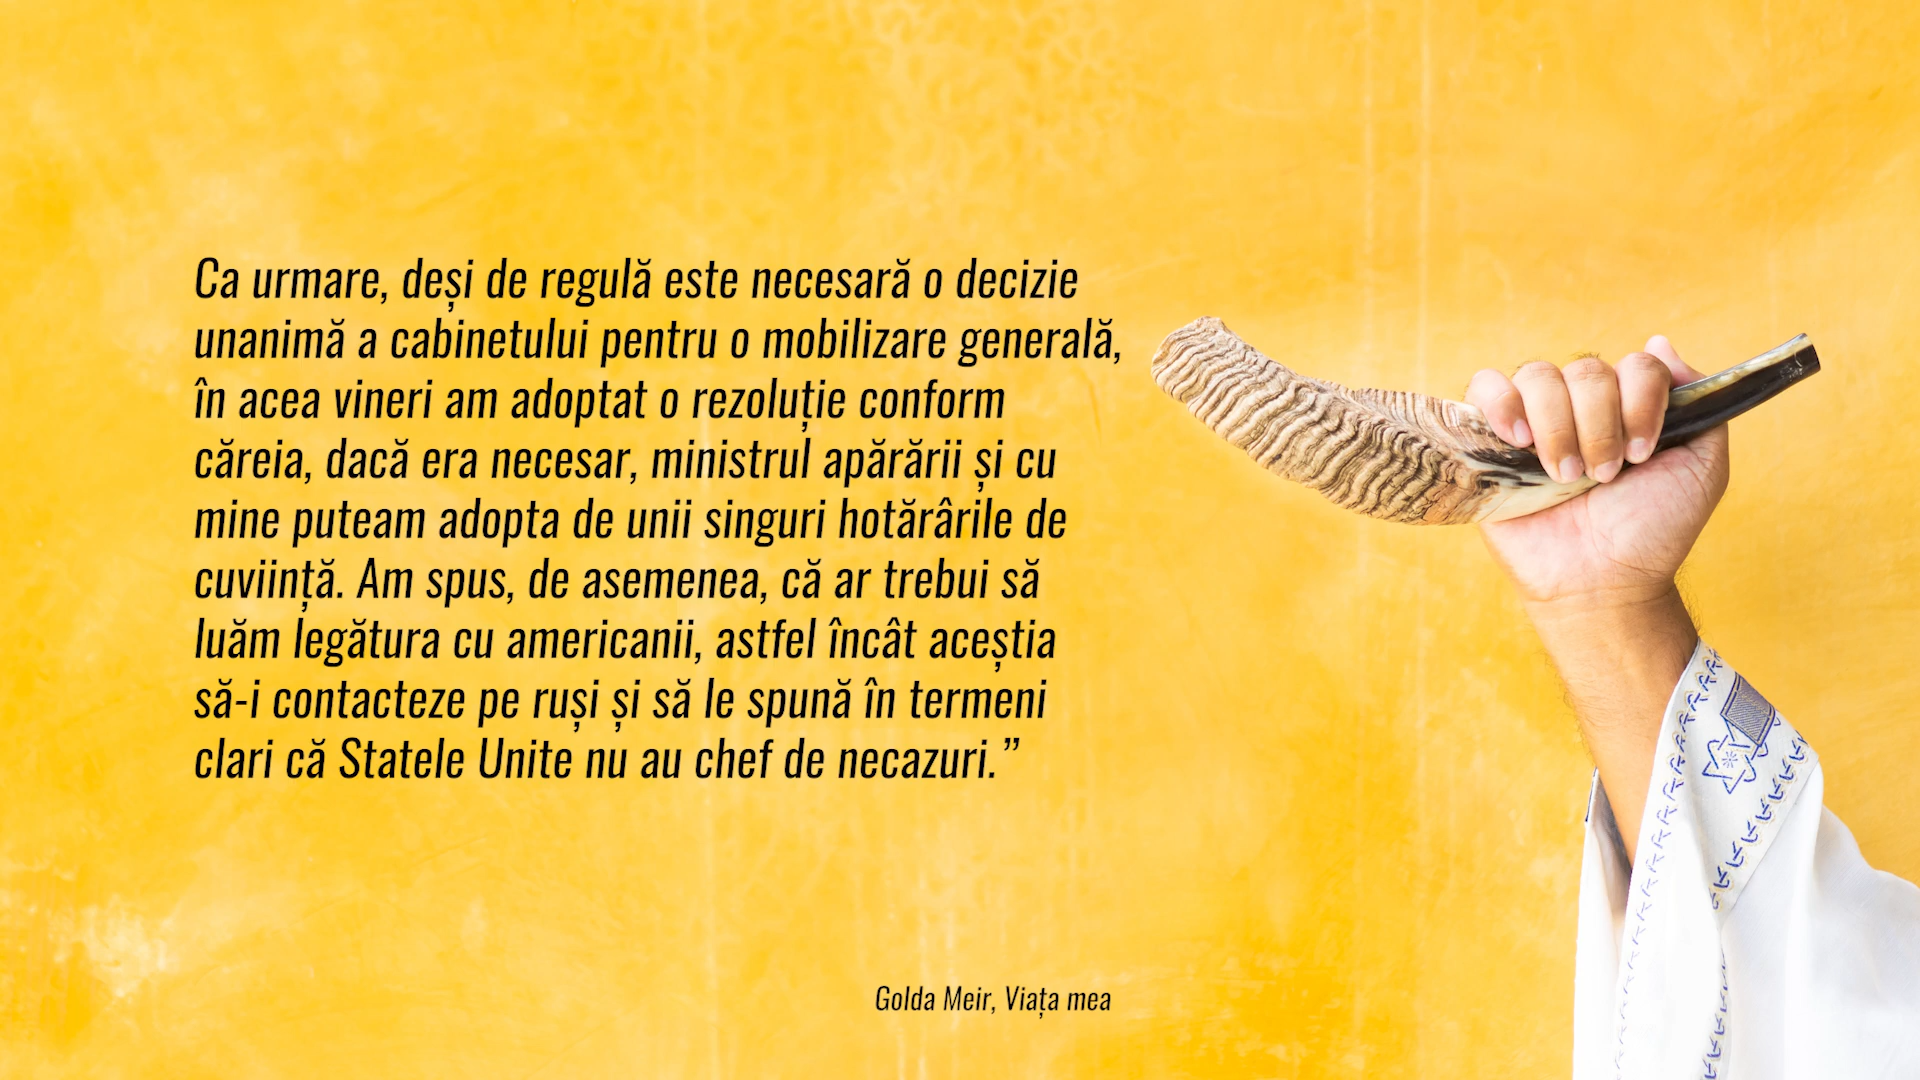 Ca urmare, deși de regulă este necesară o decizie
unanimă a cabinetului pentru o mobilizare generală,
în acea vineri am adoptat o rezoluție conform
căreia, dacă era necesar, ministrul apărării și cu
mine puteam adopta de unii singuri hotărârile de
cuviință. Am spus, de asemenea, că ar trebui să
luăm legătura cu americanii, astfel încât aceștia
să-i contacteze pe ruși și să le spună în termeni
clari că Statele Unite nu au chef de necazuri.”
Golda Meir, Viața mea